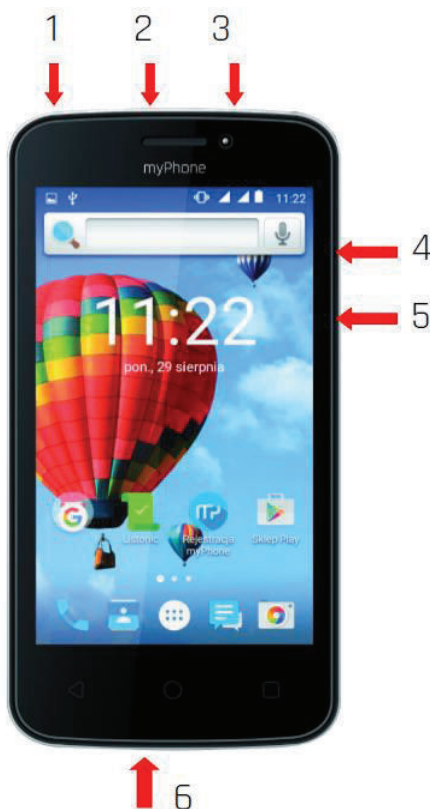 1 2 3
myPhone
11:22
4
11:22
5
pon., 29 sierpnia
Listonic Rejestracja Sklep Play
myPhone
6